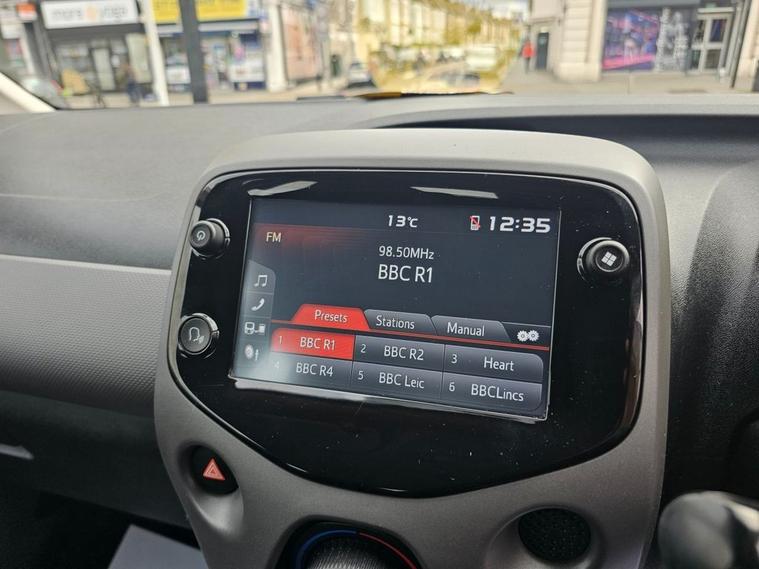 more
13°C
12:35
FM
98.50MHz
BBC R1
Presets Stations Manual
1 BBC R1 2 BBC R2 3 Heart
4 BBC R4 5 BBC Leic 6 BBCLincs